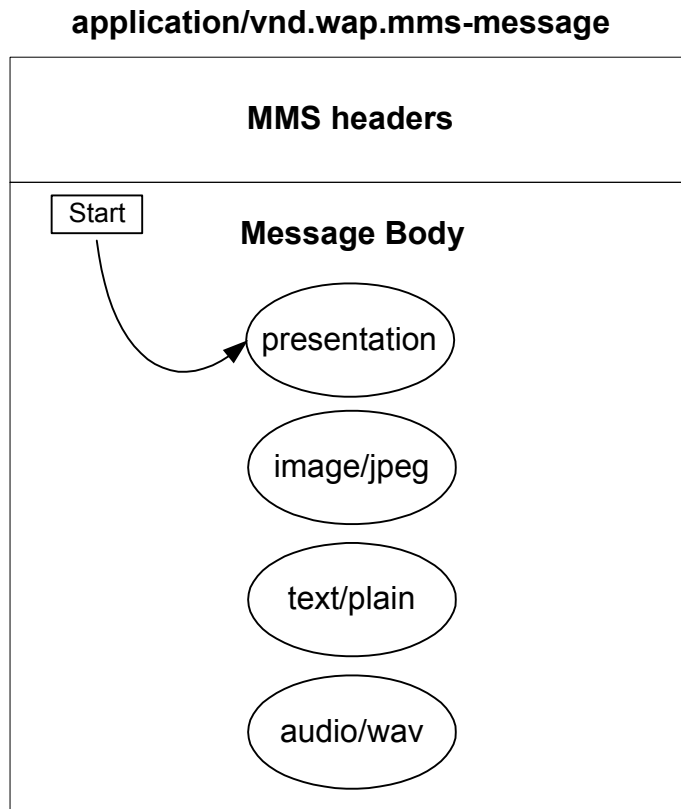 application/vnd.wap.mms-message
MMS headers
Start
Message Body
presentation
image/jpeg
text/plain
audio/wav